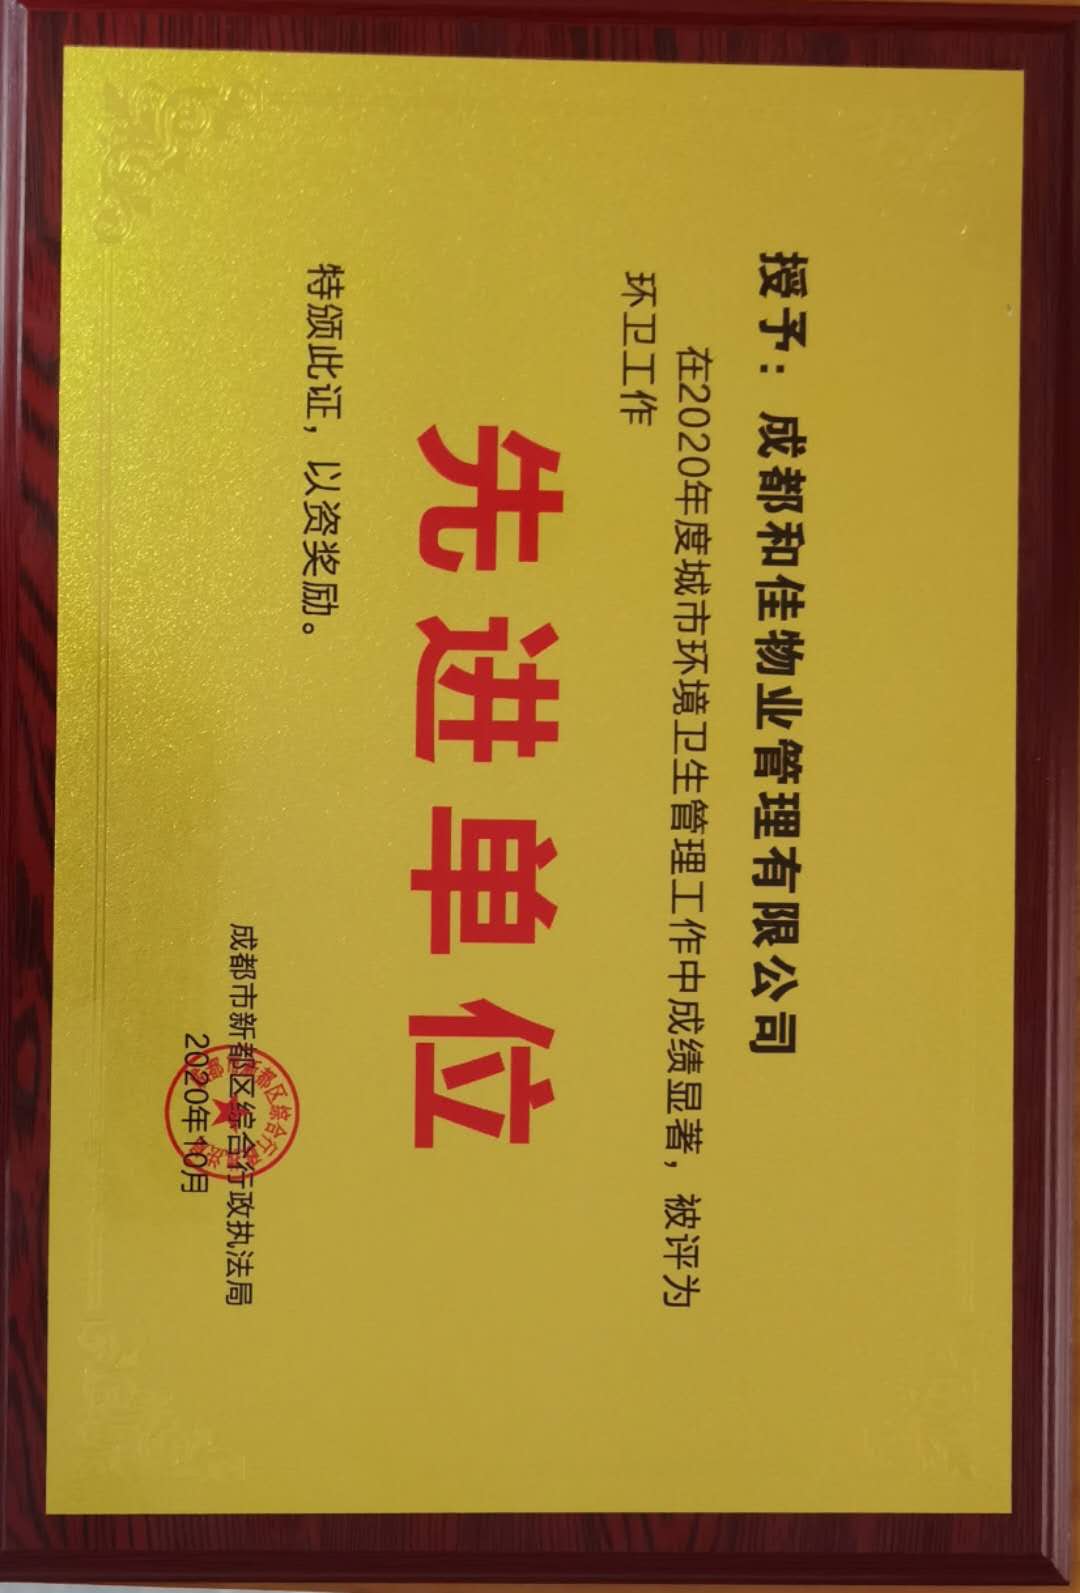 授予：成都和佳物业管理有限公司
在2020年度城市环境卫生管理工作中成绩显著，被评为
环卫工作
先进单位
特颁此证，以资奖励。
成都市新都区综合行政执法局
2020年10月